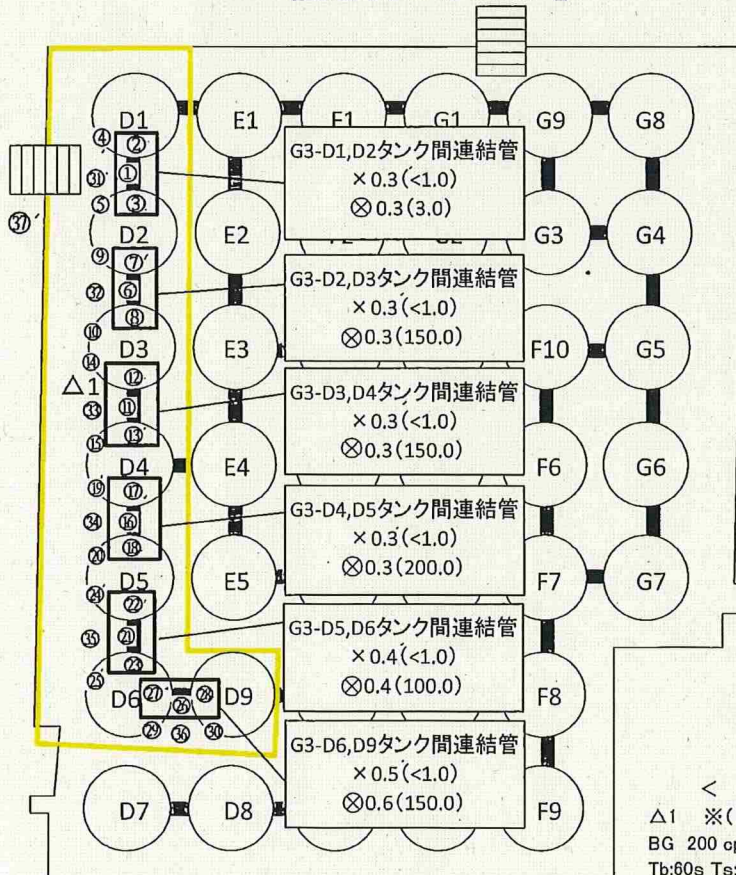 D1 E1 F1 G1 G9 G8
④ ②
G3-D1,D2タンク間連結管
×0.3(<1.0)
⊗0.3(3.0)
㉛' ①
⑤ ③
㊲'
D2 E2 G3 G4
⑨ ⑦'
G3-D2,D3タンク間連結管
×0.3(<1.0)
⊗0.3(150.0)
㉜ ⑥
⑧
⑩
D3 E3 F10 G5
⑭ ⑫
G3-D3,D4タンク間連結管
×0.3(<1.0)
⊗0.3(150.0)
△1
㉝ ⑪
⑮ ⑬'
D4 E4 F6 G6
⑲ ⑰'
G3-D4,D5タンク間連結管
×0.3(<1.0)
⊗0.3(200.0)
㉞ ⑯
⑳ ⑱
D5 E5 F7 G7
㉔ ㉒'
G3-D5,D6タンク間連結管
×0.4(<1.0)
⊗0.4(100.0)
㉟ ㉑
㉕ ㉓
D6 ㉗' ㉖ ㉘ D9 F8
㉙ ㊱ ㉚
G3-D6,D9タンク間連結管
×0.5(<1.0)
⊗0.6(150.0)
D7 D8 F9
<
△1 ※(
BG 200
Tb:60s